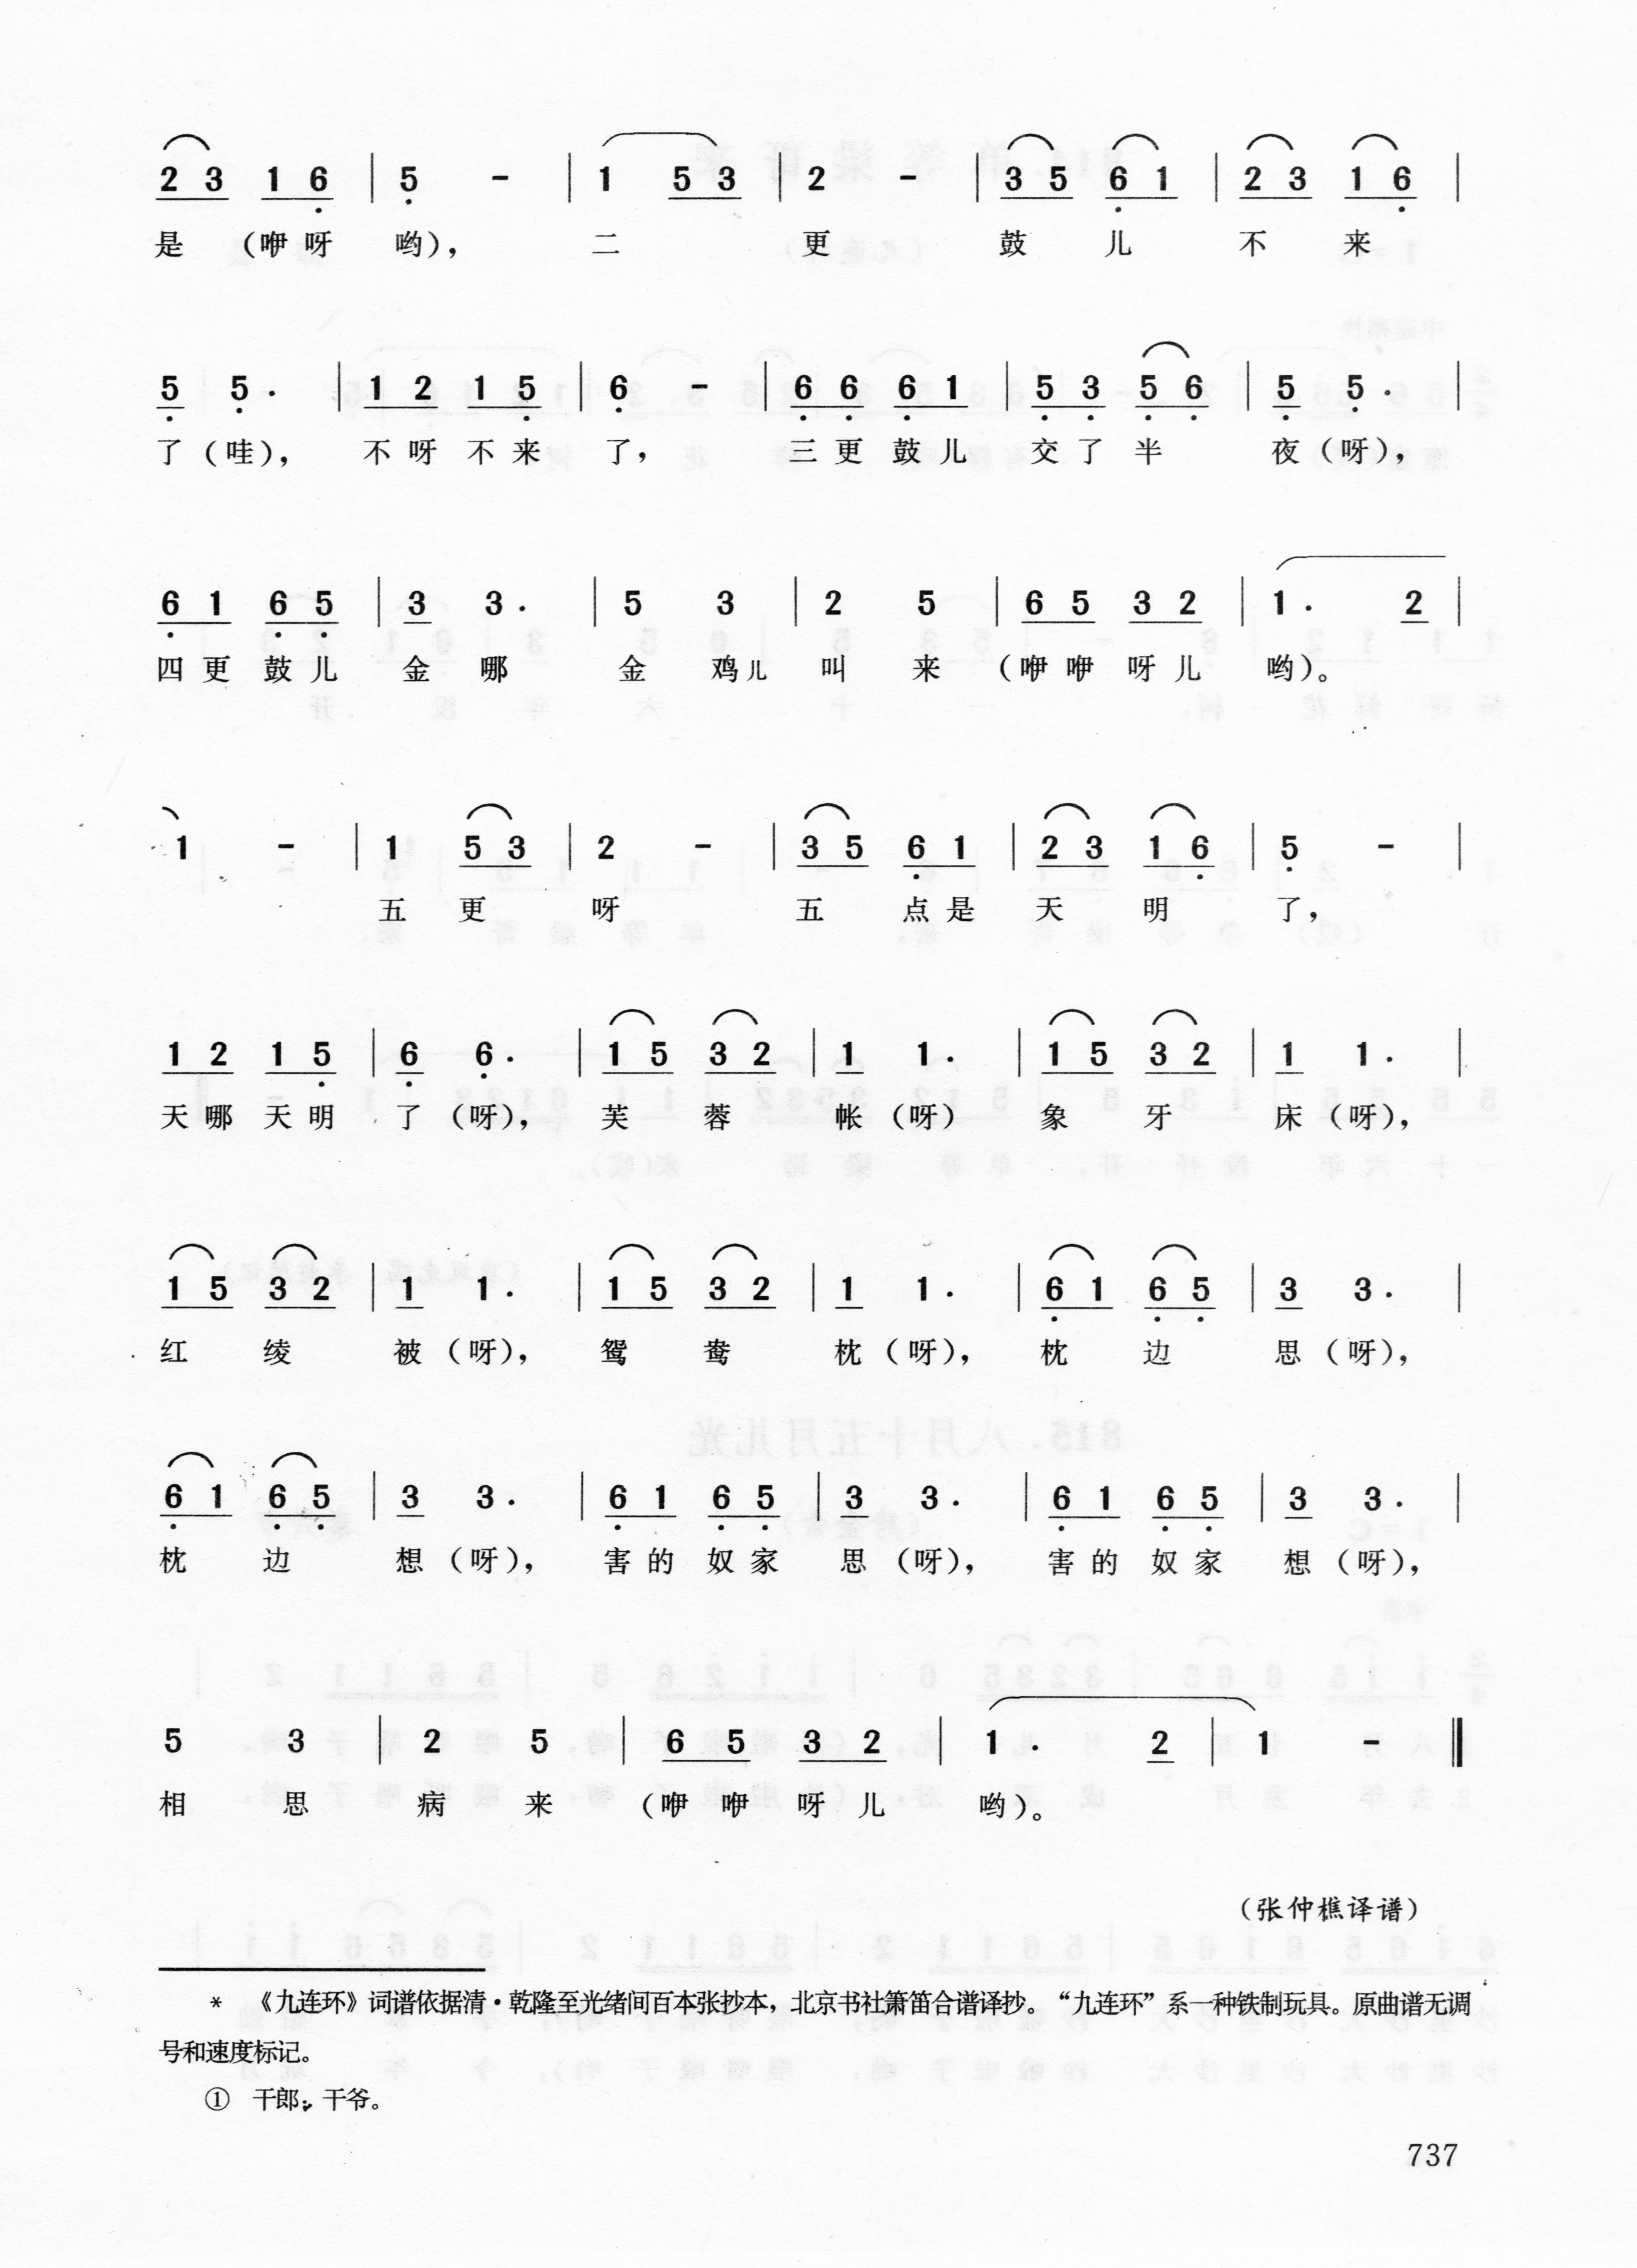 2 3 1 6 | 5 - | 1 5 3 | 2 - | 3 5 6 1 | 2 3 1 6 |
是 (咿呀 哟), 二 更 鼓 儿 不 来
5 5 . | 1 2 1 5 | 6 - | 6 6 6 1 | 5 3 5 6 | 5 5 . |
了 (哇), 不呀不来 了, 三更鼓儿 交了半 夜 (呀),
6 1 6 5 | 3 3 . | 5 3 | 2 5 | 6 5 3 2 | 1 . 2 |
四更鼓儿 金 哪 金 鸡儿 叫 来 (咿咿呀儿 哟)。
1 - | 1 5 3 | 2 - | 3 5 6 1 | 2 3 1 6 | 5 - |
五 更 呀 五 点是 天 明 了,
1 2 1 5 | 6 6 . | 1 5 3 2 | 1 1 . | 1 5 3 2 | 1 1 . |
天哪天明 了 (呀), 芙 蓉 帐 (呀) 象 牙 床 (呀),
1 5 3 2 | 1 1 . | 1 5 3 2 | 1 1 . | 6 1 6 5 | 3 3 . |
红 绫 被 (呀), 鸳 鸯 枕 (呀), 枕 边 思 (呀),
6 1 6 5 | 3 3 . | 6 1 6 5 | 3 3 . | 6 1 6 5 | 3 3 . |
枕 边 想 (呀), 害的奴家 思 (呀), 害的奴家 想 (呀),
5 3 | 2 5 | 6 5 3 2 | 1 . 2 | 1 - ‖
相 思 病 来 (咿咿呀儿 哟)。
(张仲樵译谱)
* 《九连环》词谱依据清·乾隆至光绪间百本张抄本，北京书社箫笛合谱译抄。“九连环”系一种铁制玩具。原曲谱无调
号和速度标记。
① 干郎：干爷。
737